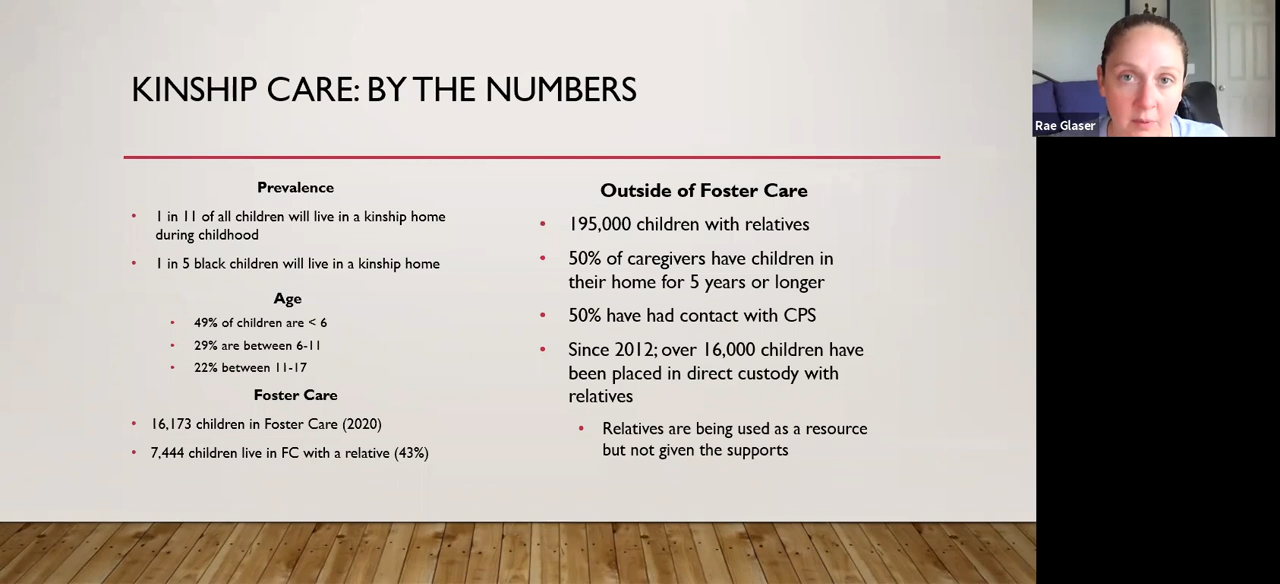 KINSHIP CARE: BY THE NUMBERS
Prevalence
• 1 in 11 of all children will live in a kinship home
during childhood
• 1 in 5 black children will live in a kinship home
Age
• 49% of children are < 6
• 29% are between 6-11
• 22% between 11-17
Foster Care
• 16,173 children in Foster Care (2020)
• 7,444 children live in FC with a relative (43%)
Outside of Foster Care
• 195,000 children with relatives
• 50% of caregivers have children in
their home for 5 years or longer
• 50% have had contact with CPS
• Since 2012; over 16,000 children have
been placed in direct custody with
relatives
• Relatives are being used as a resource
but not given the supports
Rae Glaser